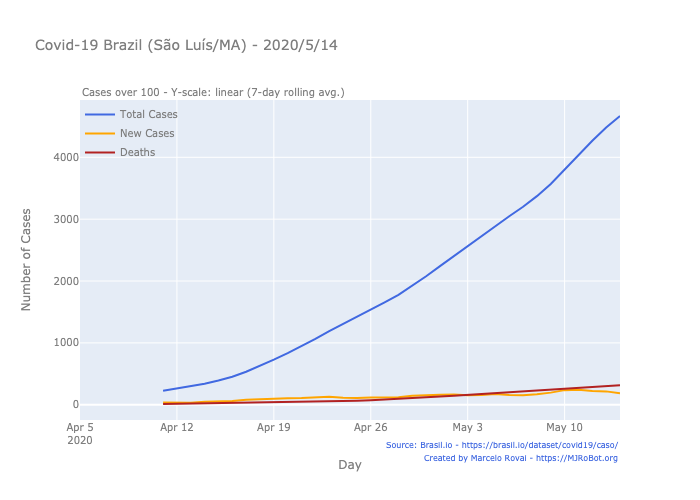 Covid-19 Brazil (São Luís/MA) - 2020/5/14
Cases over 100 - Y-scale: linear (7-day rolling avg.)
Total Cases
New Cases
Deaths
4000
3000
2000
1000
0
Number of Cases
Apr 5
2020
Apr 12
Apr 19
Apr 26
May 3
May 10
Day
Source: Brasil.io - https://brasil.io/dataset/covid19/caso/
Created by Marcelo Rovai - https://MJRoBot.org